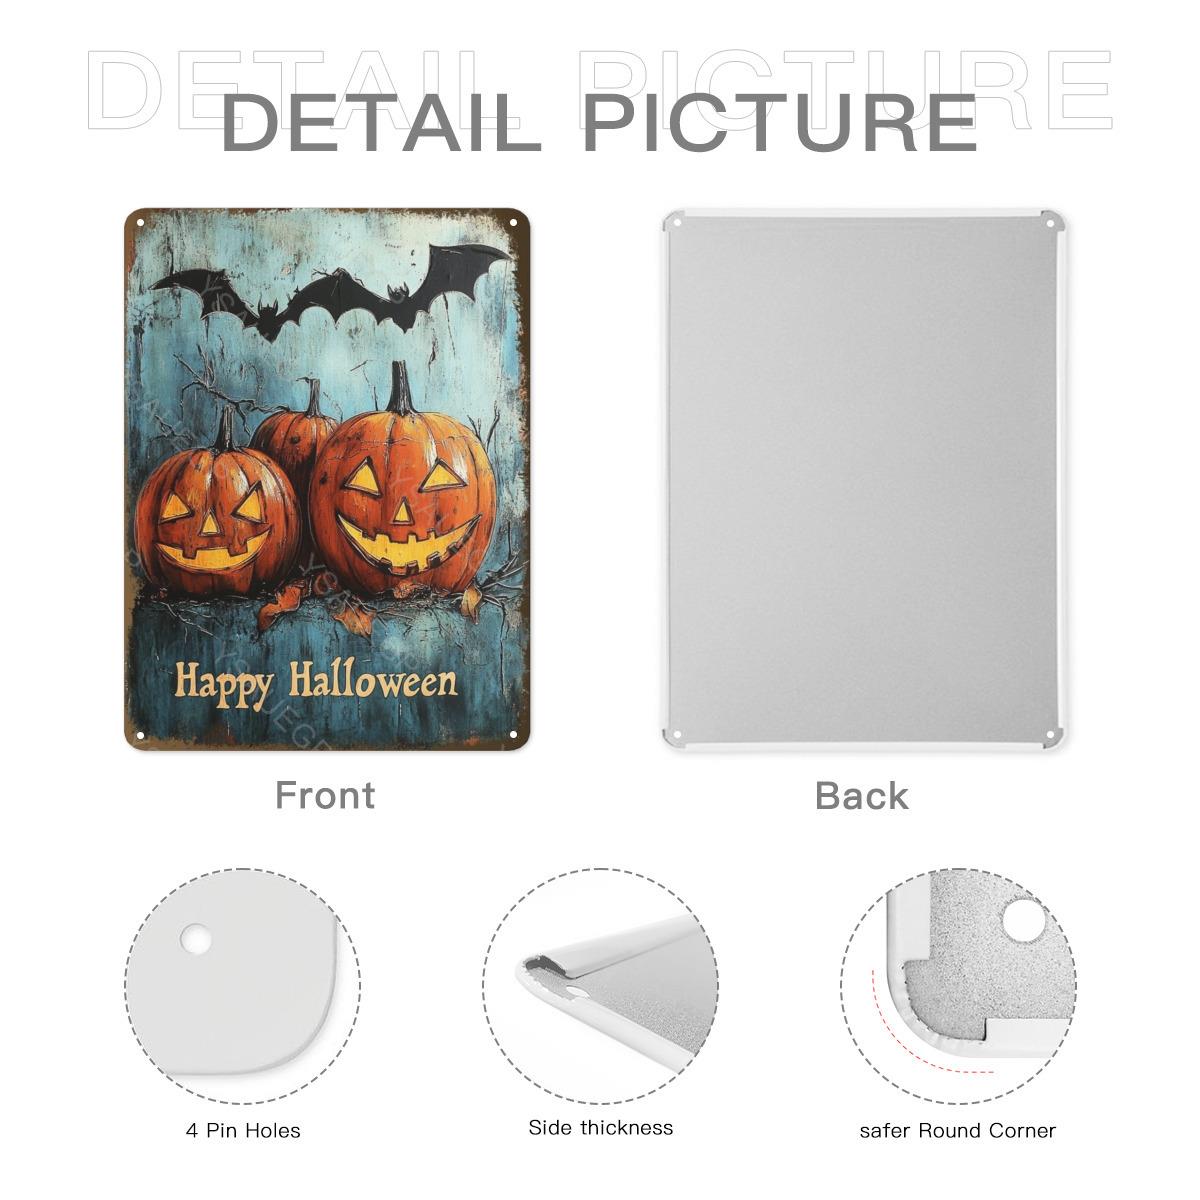 DETAIL PICTURE
DETAIL PICTURE
Happy Halloween
Front
Back
4 Pin Holes
Side thickness
safer Round Corner